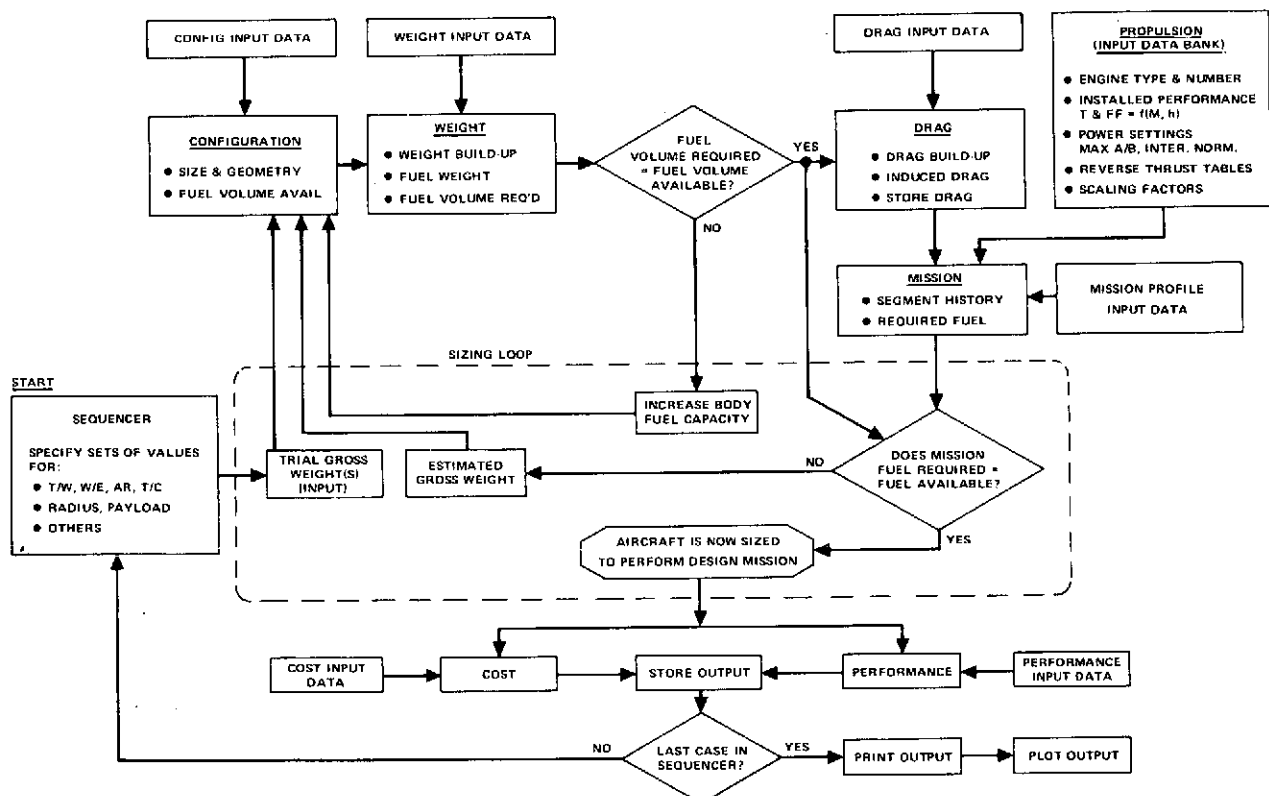 CONFIG INPUT DATA
WEIGHT INPUT DATA
DRAG INPUT DATA
PROPULSION
(INPUT DATA BANK)
● ENGINE TYPE & NUMBER
● INSTALLED PERFORMANCE
T & FF = f(M, h)
● POWER SETTINGS
MAX A/B, INTER. NORM.
● REVERSE THRUST TABLES
● SCALING FACTORS
CONFIGURATION
● SIZE & GEOMETRY
● FUEL VOLUME AVAIL
WEIGHT
● WEIGHT BUILD-UP
● FUEL WEIGHT
● FUEL VOLUME REQ'D
FUEL
VOLUME REQUIRED
= FUEL VOLUME
AVAILABLE?
YES
NO
DRAG
● DRAG BUILD-UP
● INDUCED DRAG
● STORE DRAG
MISSION
● SEGMENT HISTORY
● REQUIRED FUEL
MISSION PROFILE
INPUT DATA
SIZING LOOP
START
SEQUENCER
SPECIFY SETS OF VALUES
FOR:
● T/W, W/E, AR, T/C
● RADIUS, PAYLOAD
● OTHERS
TRIAL GROSS
WEIGHT(S)
(INPUT)
ESTIMATED
GROSS WEIGHT
INCREASE BODY
FUEL CAPACITY
NO
DOES MISSION
FUEL REQUIRED =
FUEL AVAILABLE?
YES
AIRCRAFT IS NOW SIZED
TO PERFORM DESIGN MISSION
COST INPUT
DATA
COST
STORE OUTPUT
PERFORMANCE
PERFORMANCE
INPUT DATA
NO
LAST CASE IN
SEQUENCER?
YES
PRINT OUTPUT
PLOT OUTPUT